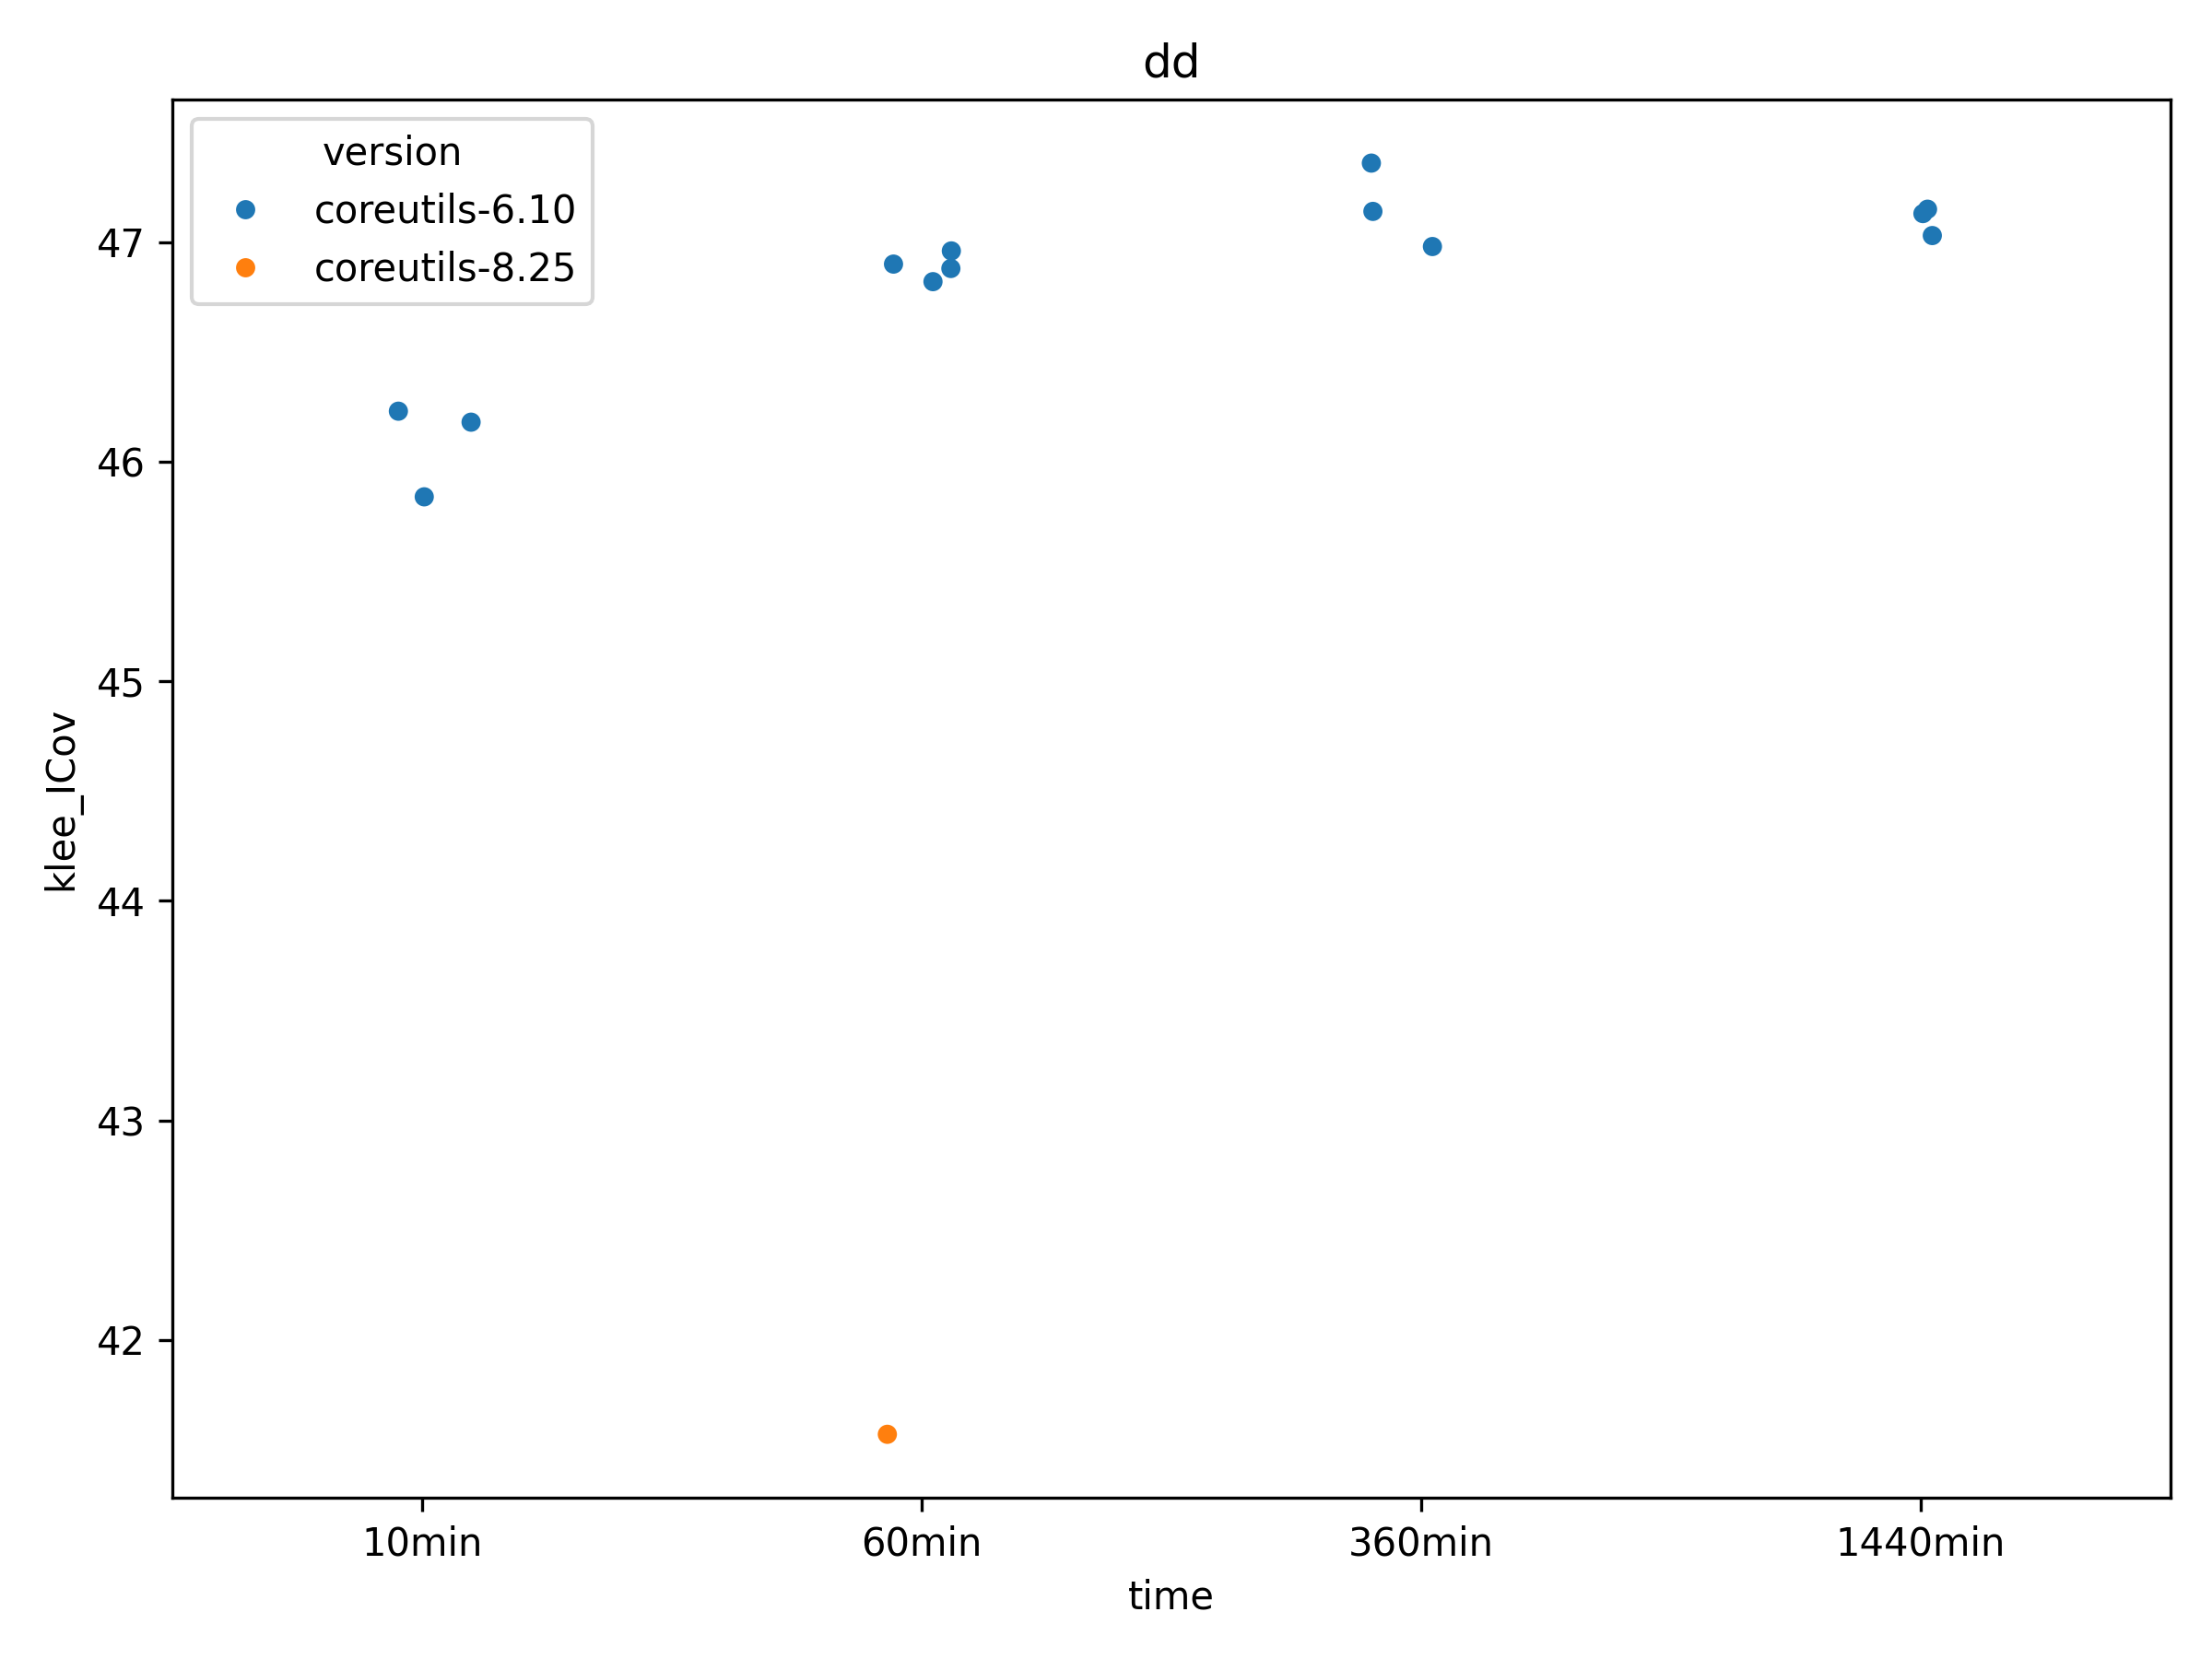 dd
version
coreutils-6.10
coreutils-8.25
47
46
45
44
43
42
klee_ICov
10min
60min
360min
1440min
time